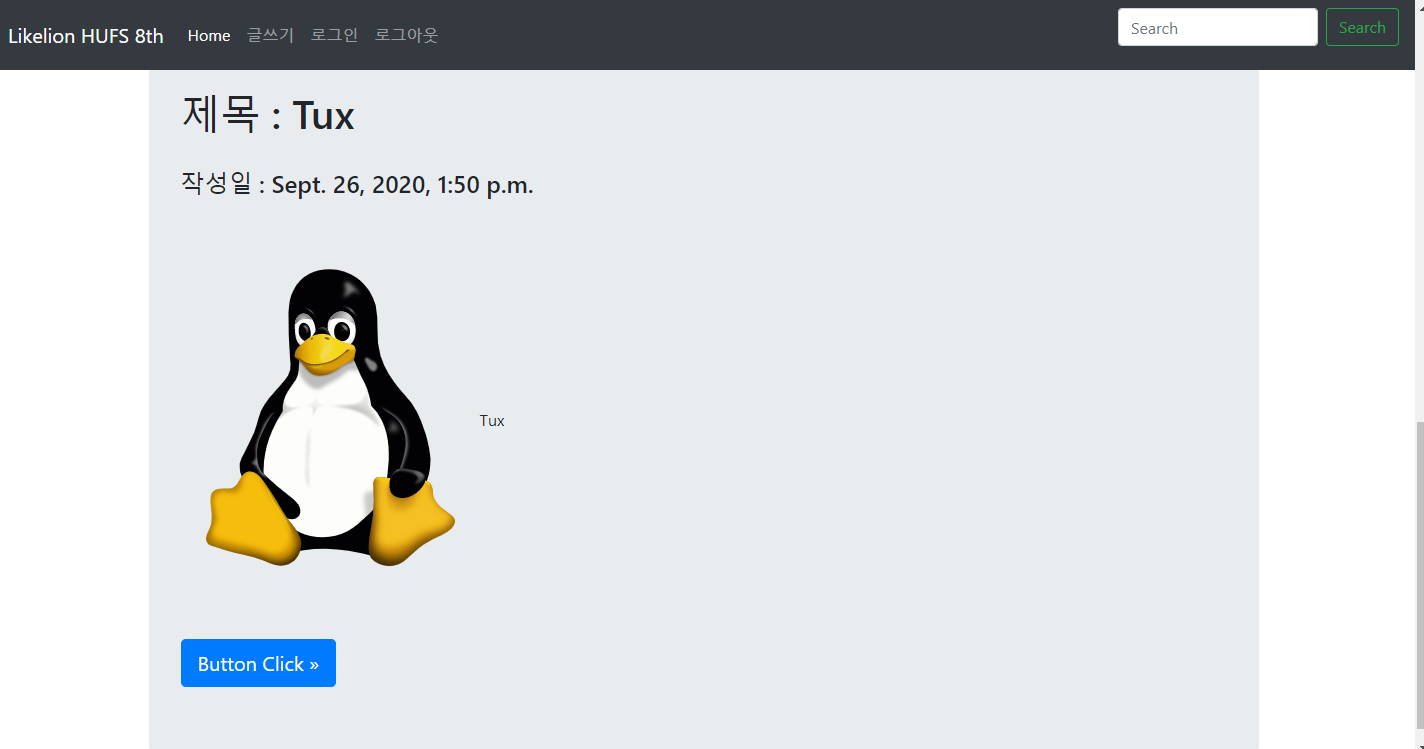 Likelion HUFS 8th Home 글쓰기 로그인 로그아웃 Search Search
제목 : Tux
작성일 : Sept. 26, 2020, 1:50 p.m.
Tux
Button Click »